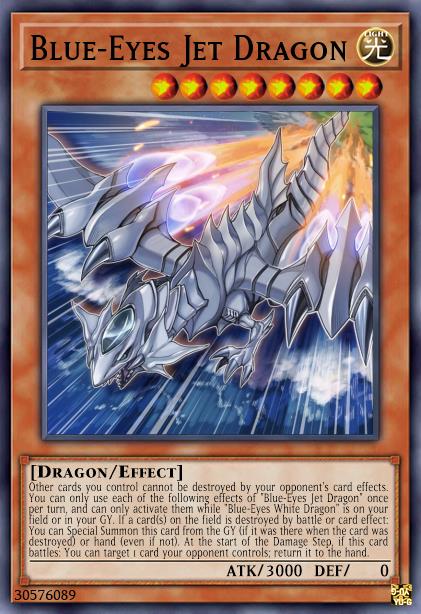 Blue-Eyes Jet Dragon
LIGHT
光
[Dragon/Effect]
Other cards you control cannot be destroyed by your opponent's card effects.
You can only use each of the following effects of "Blue-Eyes Jet Dragon" once
per turn, and can only activate them while "Blue-Eyes White Dragon" is on your
field or in your GY. If a card(s) on the field is destroyed by battle or card effect:
You can Special Summon this card from the GY (if it was there when the card was
destroyed) or hand (even if not). At the start of the Damage Step, if this
card battles: You can target 1 card your opponent controls; return it to the hand.
ATK/3000 DEF/ 0
30576089